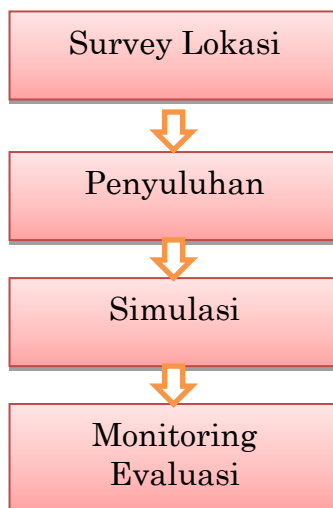 Survey Lokasi
Penyuluhan
Simulasi
Monitoring
Evaluasi